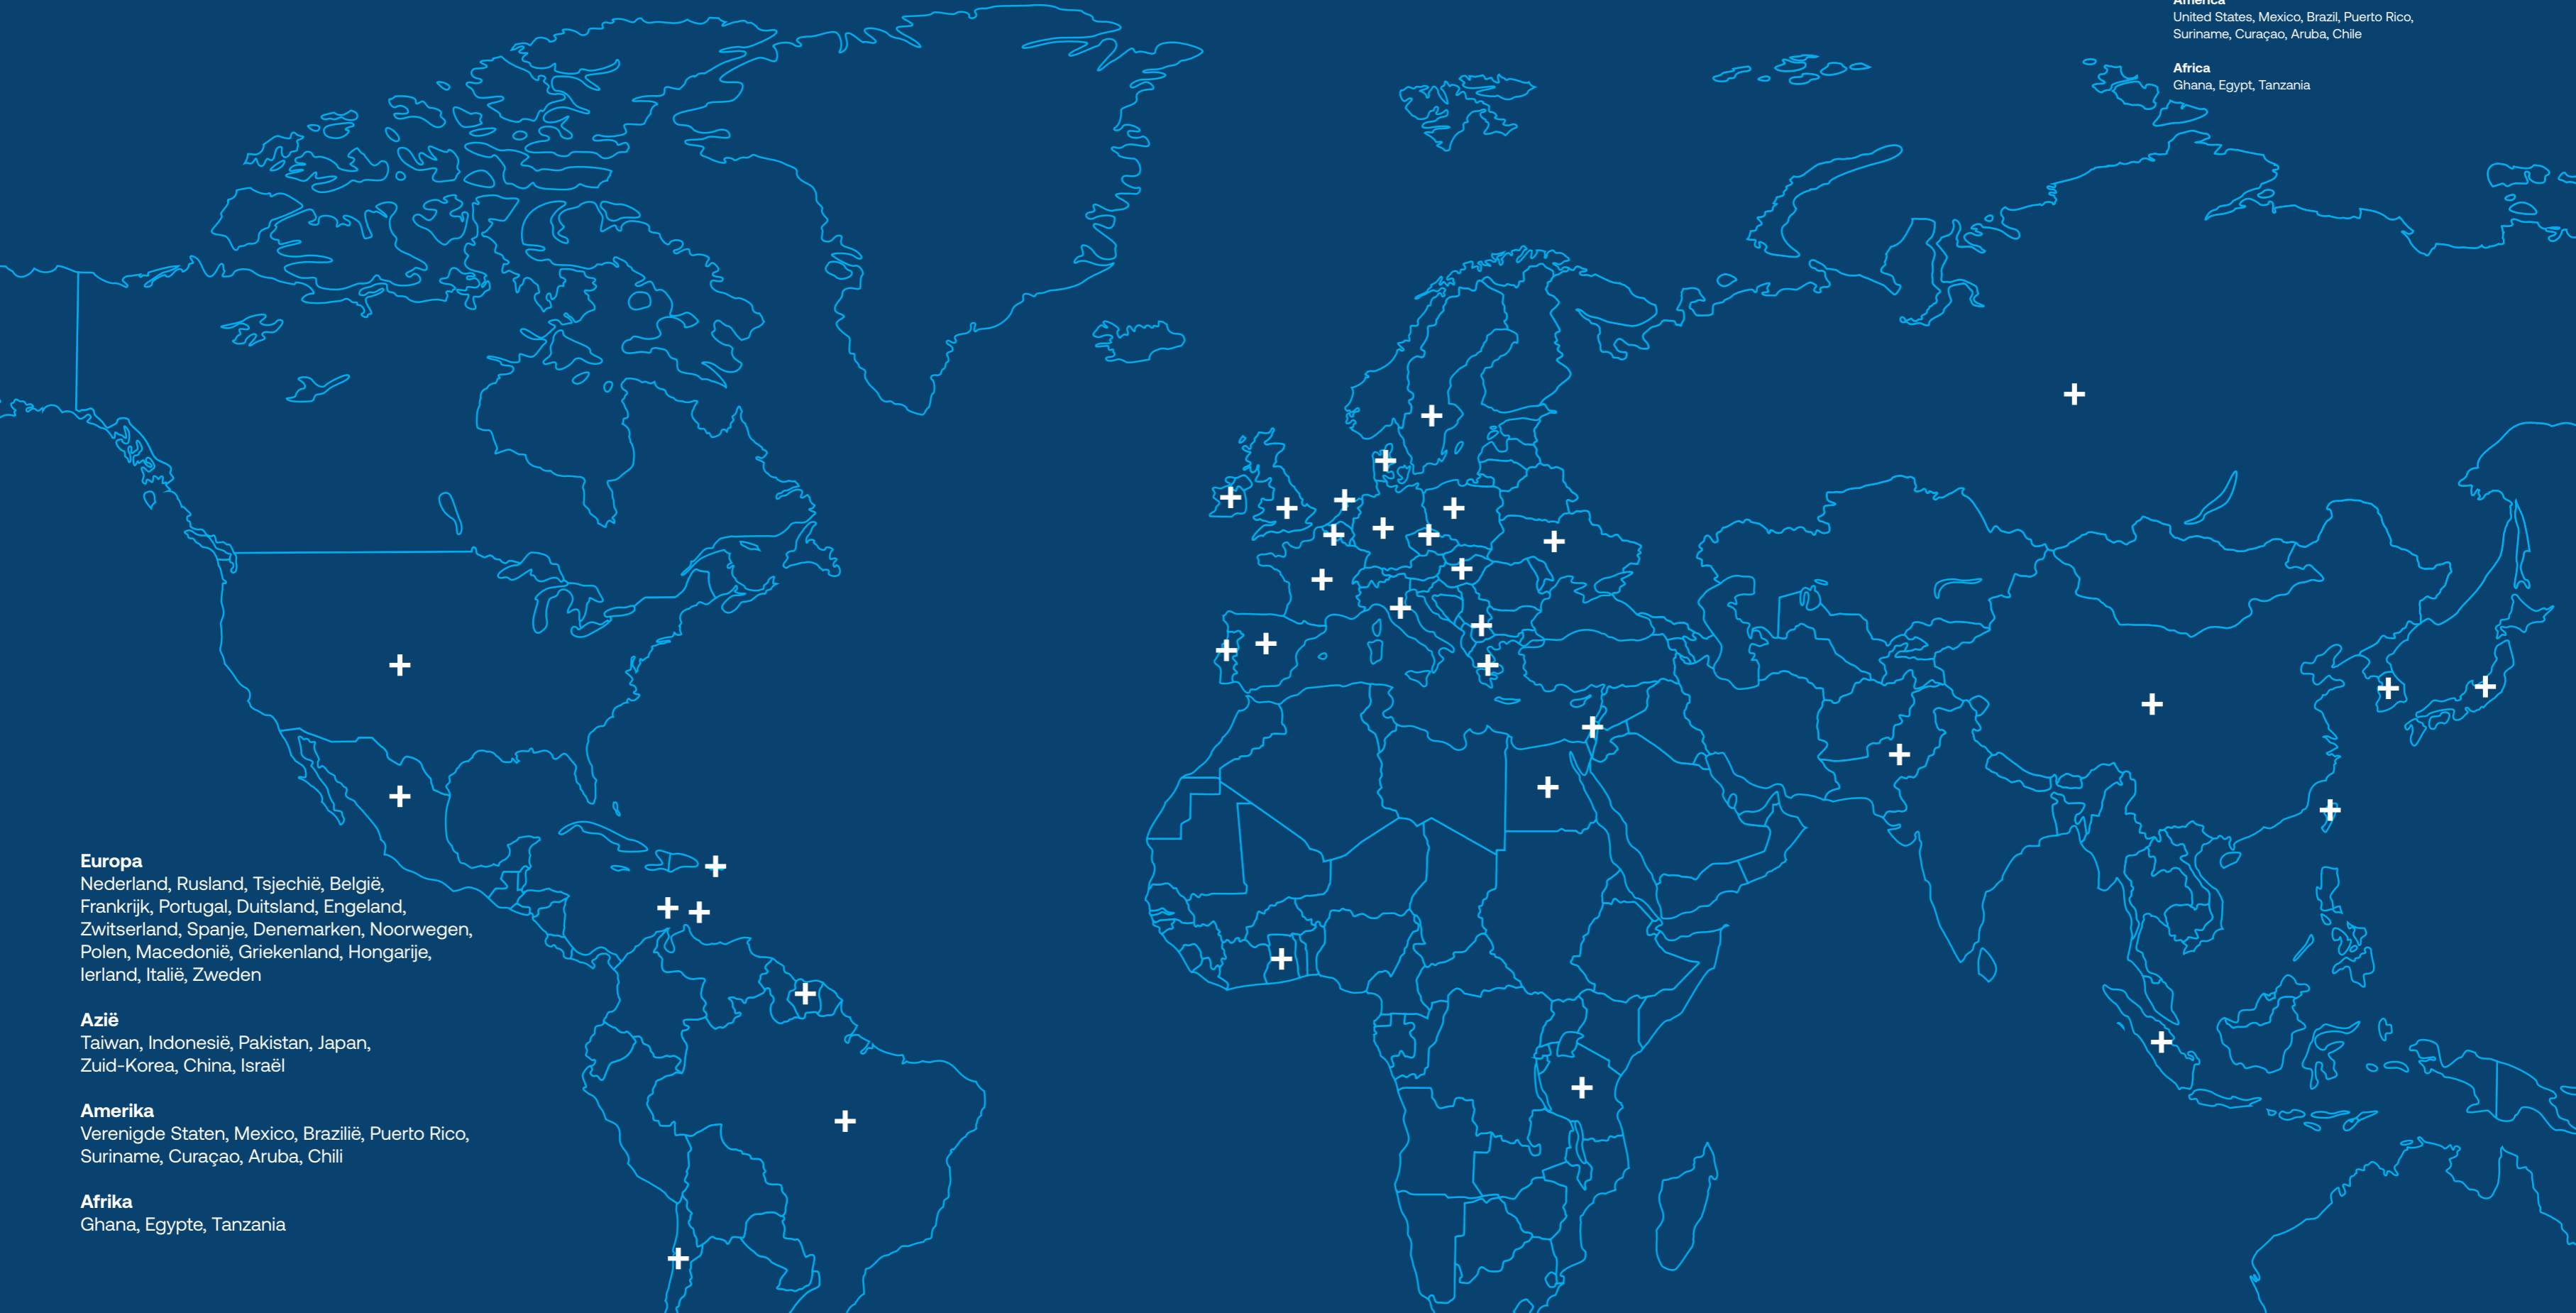 America
United States, Mexico, Brazil, Puerto Rico,
Suriname, Curaçao, Aruba, Chile
Africa
Ghana, Egypt, Tanzania
Europa
Nederland, Rusland, Tsjechië, België,
Frankrijk, Portugal, Duitsland, Engeland,
Zwitserland, Spanje, Denemarken, Noorwegen,
Polen, Macedonië, Griekenland, Hongarije,
Ierland, Italië, Zweden
Azië
Taiwan, Indonesië, Pakistan, Japan,
Zuid-Korea, China, Israël
Amerika
Verenigde Staten, Mexico, Brazilië, Puerto Rico,
Suriname, Curaçao, Aruba, Chili
Afrika
Ghana, Egypte, Tanzania